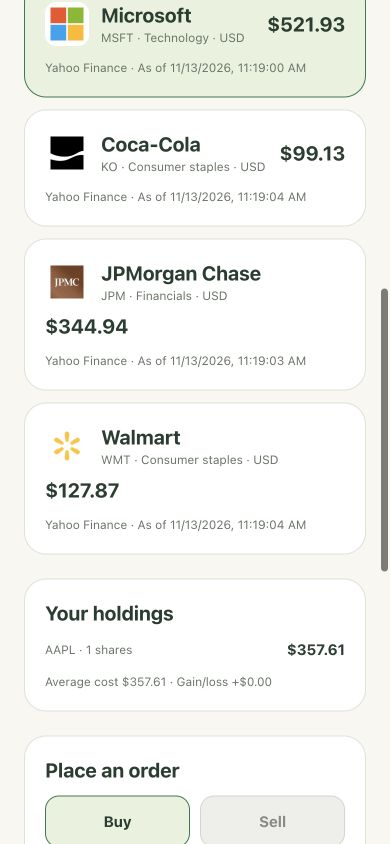 Microsoft
$521.93
MSFT · Technology · USD
Yahoo Finance · As of 11/13/2026, 11:19:00 AM
Coca-Cola
$99.13
KO · Consumer staples · USD
Yahoo Finance · As of 11/13/2026, 11:19:04 AM
JPMC
JPMorgan Chase
JPM · Financials · USD
$344.94
Yahoo Finance · As of 11/13/2026, 11:19:03 AM
Walmart
WMT · Consumer staples · USD
$127.87
Yahoo Finance · As of 11/13/2026, 11:19:04 AM
Your holdings
AAPL · 1 shares
$357.61
Average cost $357.61 · Gain/loss +$0.00
Place an order
Buy
Sell